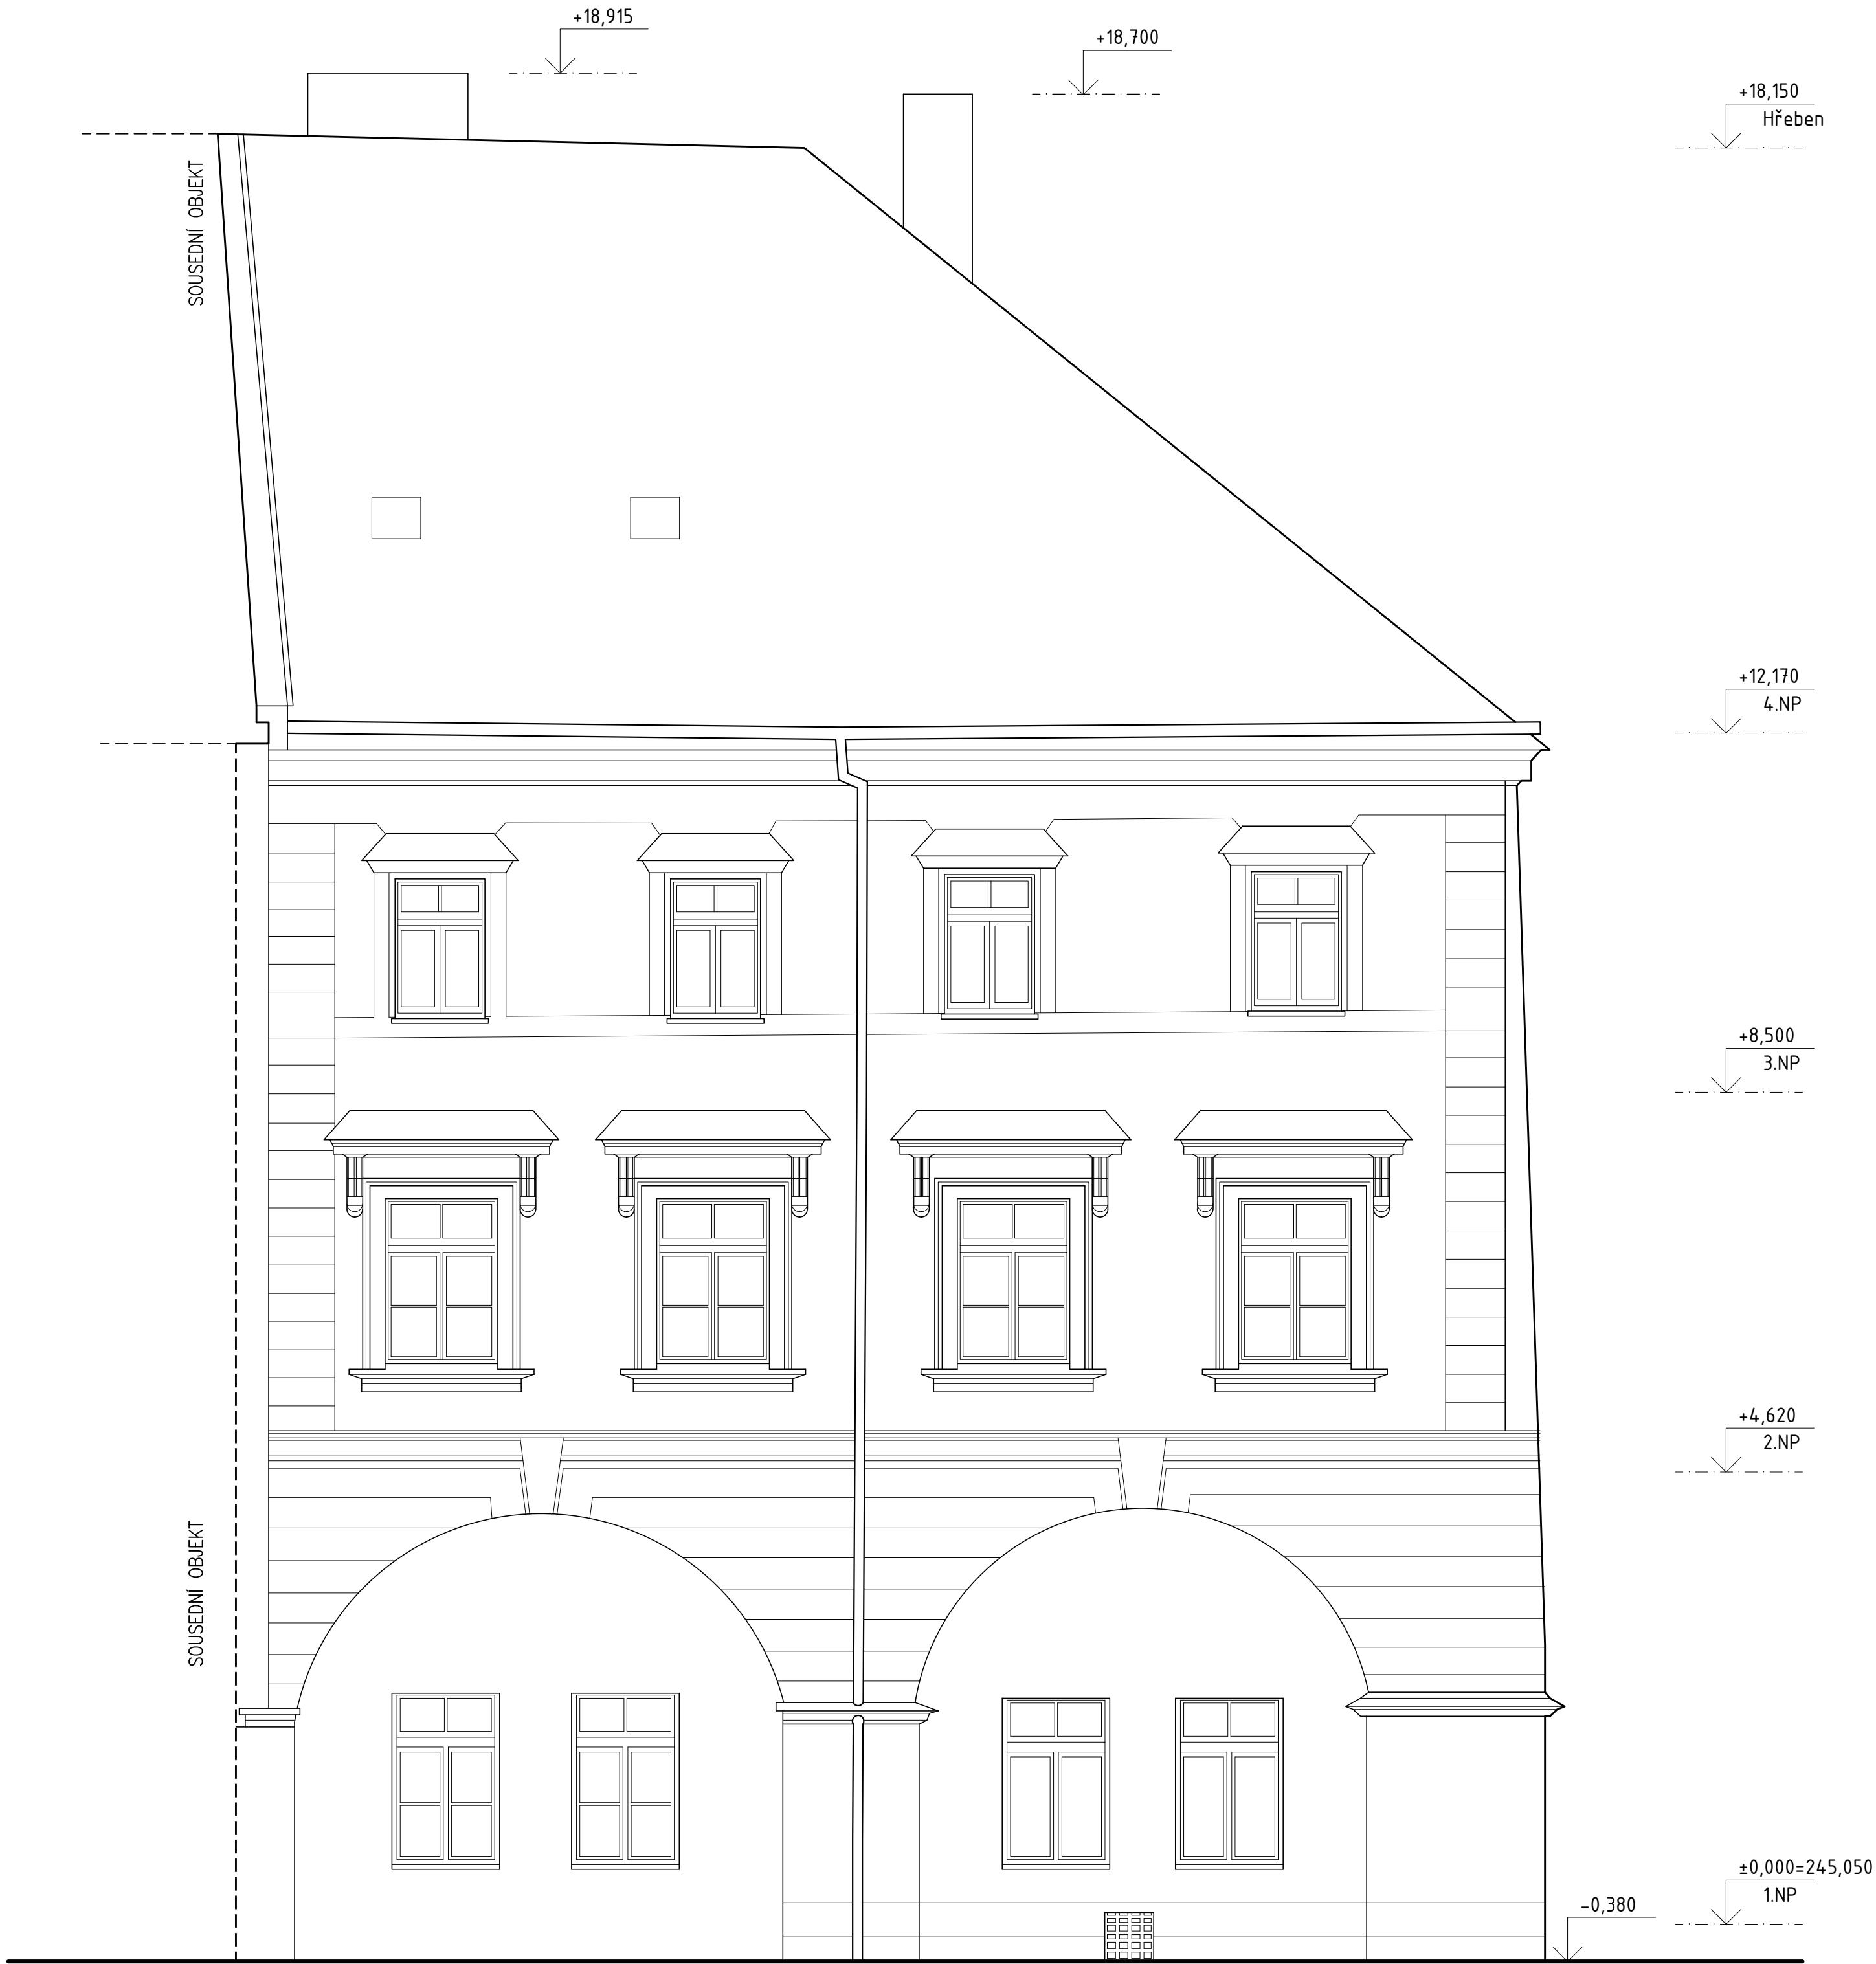 +18,915
+18,700
+18,150
Hřeben
SOUSEDNÍ OBJEKT
+12,170
4.NP
+8,500
3.NP
+4,620
2.NP
SOUSEDNÍ OBJEKT
±0,000=245,050
1.NP
-0,380